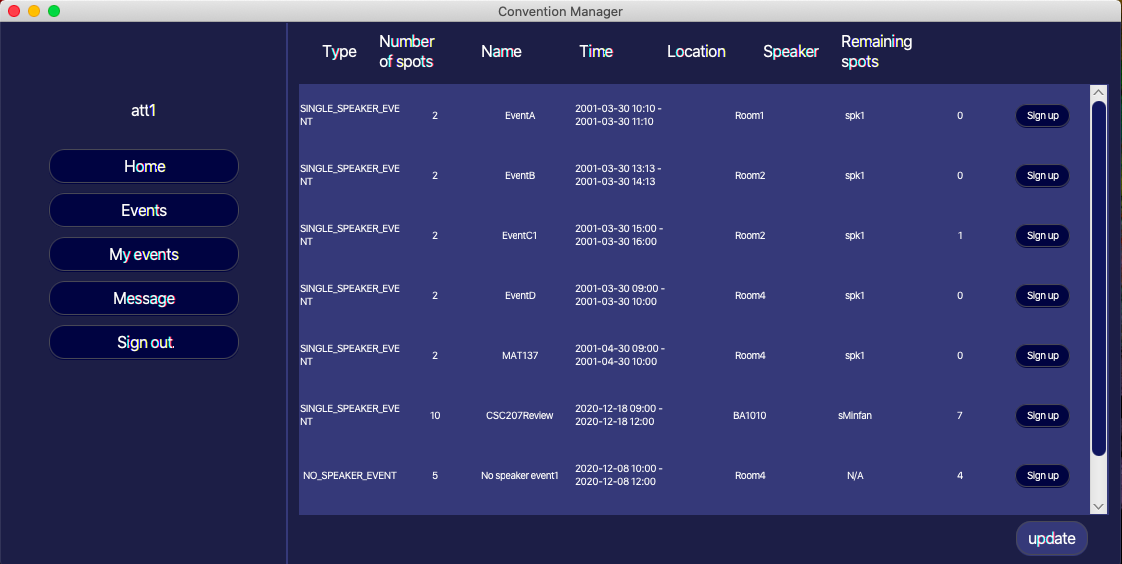 Convention Manager
att1
Home
Events
My events
Message
Sign out
Type Number of spots Name Time Location Speaker Remaining spots
SINGLE_SPEAKER_EVENT 2 EventA 2001-03-30 10:10 - 2001-03-30 11:10 Room1 spk1 0 Sign up
SINGLE_SPEAKER_EVENT 2 EventB 2001-03-30 13:13 - 2001-03-30 14:13 Room2 spk1 0 Sign up
SINGLE_SPEAKER_EVENT 2 EventC1 2001-03-30 15:00 - 2001-03-30 16:00 Room2 spk1 1 Sign up
SINGLE_SPEAKER_EVENT 2 EventD 2001-03-30 09:00 - 2001-03-30 10:00 Room4 spk1 0 Sign up
SINGLE_SPEAKER_EVENT 2 MAT137 2001-04-30 09:00 - 2001-04-30 10:00 Room4 spk1 0 Sign up
SINGLE_SPEAKER_EVENT 10 CSC207Review 2020-12-18 09:00 - 2020-12-18 12:00 BA1010 sMinfan 7 Sign up
NO_SPEAKER_EVENT 5 No speaker event1 2020-12-08 10:00 - 2020-12-08 12:00 Room4 N/A 4 Sign up
update